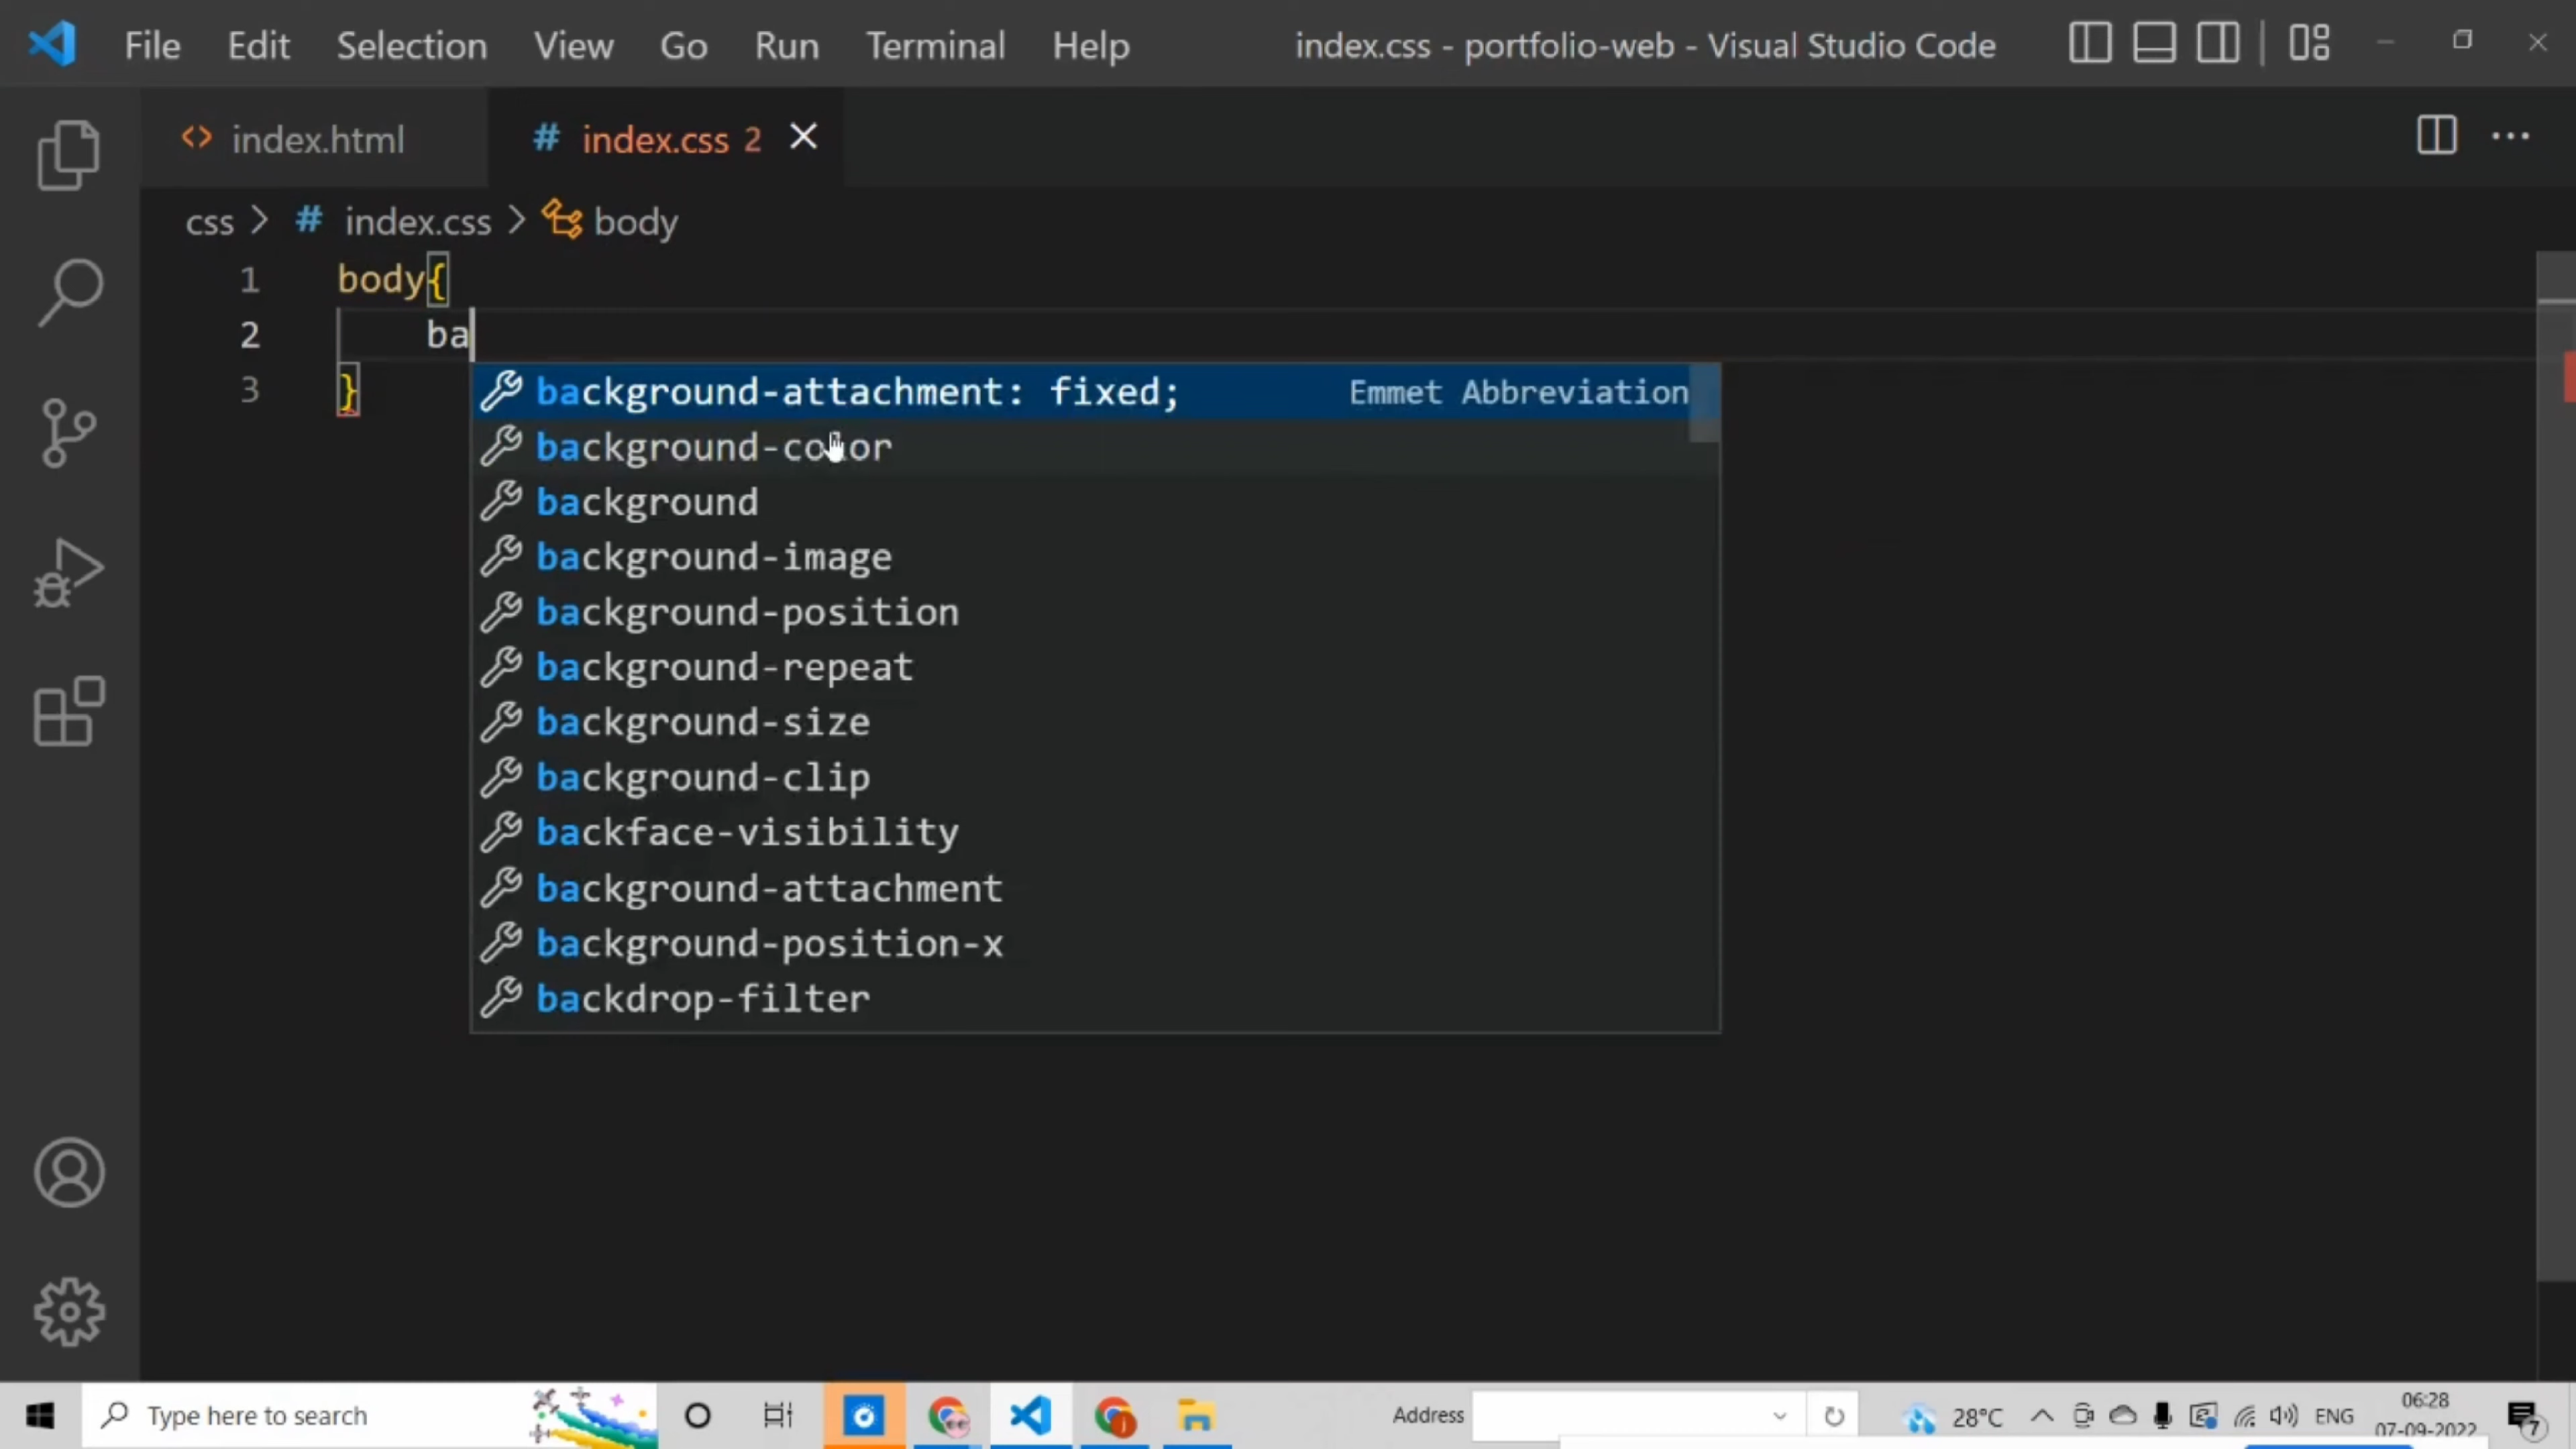 File Edit Selection View Go Run Terminal Help index.css - portfolio-web - Visual Studio Code
index.html # index.css 2
css > # index.css > body
1 body{
2 ba
3 }
background-attachment: fixed; Emmet Abbreviation
background-color
background
background-image
background-position
background-repeat
background-size
background-clip
backface-visibility
background-attachment
background-position-x
backdrop-filter
Type here to search Address 28°C ENG 06:28
07-09-2022 7